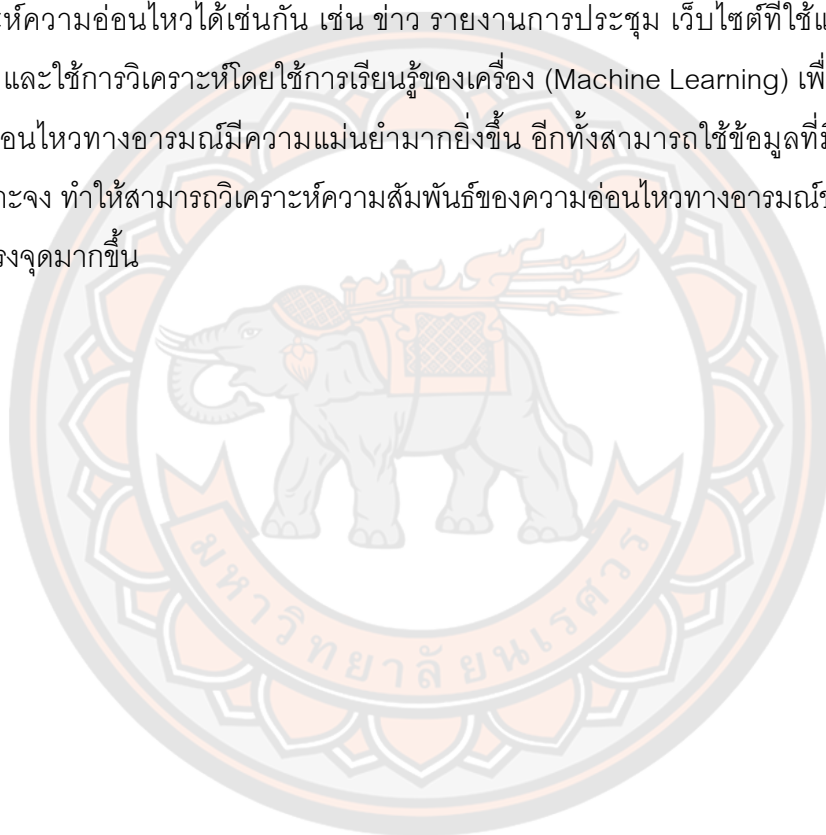 ะห์ความอ่อนไหวได้เช่นกัน เช่น ข่าว รายงานการประชุม เว็บไซต์ที่ใช้แ
และใช้การวิเคราะห์โดยใช้การเรียนรู้ของเครื่อง (Machine Learning) เพื่
อนไหวทางอารมณ์มีความแม่นยำมากยิ่งขึ้น อีกทั้งสามารถใช้ข้อมูลที่มี
าะจง ทำให้สามารถวิเคราะห์ความสัมพันธ์ของความอ่อนไหวทางอารมณ์ข
รงจุดมากขึ้น
มหาวิทยาลัยนเรศวร